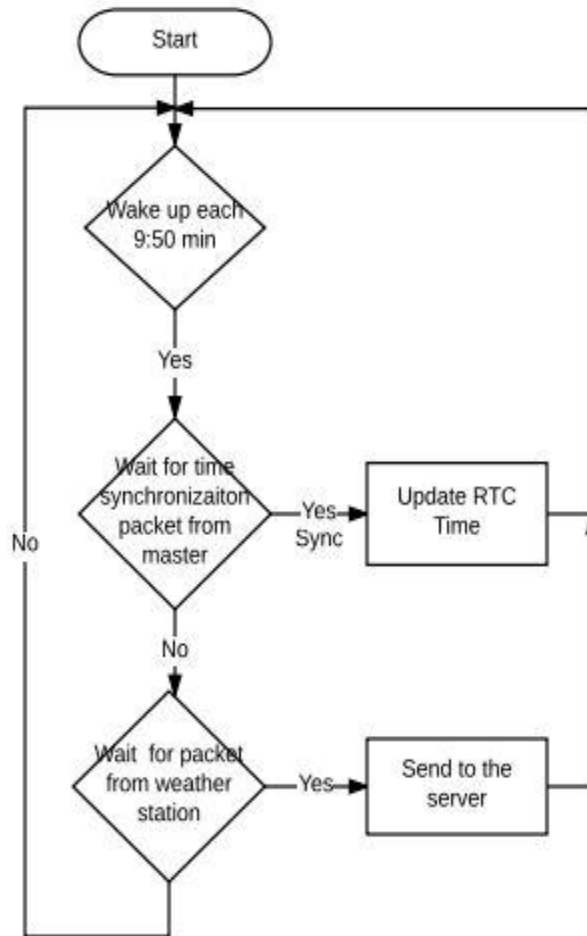 Start
Wake up each
9:50 min
Yes
Wait for time
synchronizaiton
packet from
master
Yes
Sync
Update RTC
Time
No
No
Wait for packet
from weather
station
Yes
Send to the
server